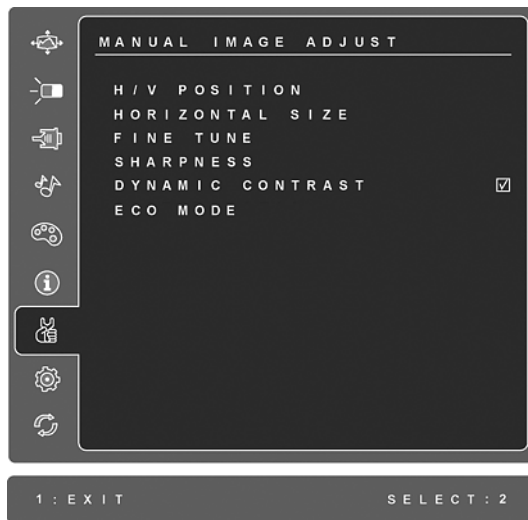 MANUAL IMAGE ADJUST
H/V POSITION
HORIZONTAL SIZE
FINE TUNE
SHARPNESS
DYNAMIC CONTRAST
ECO MODE
1:EXIT SELECT:2